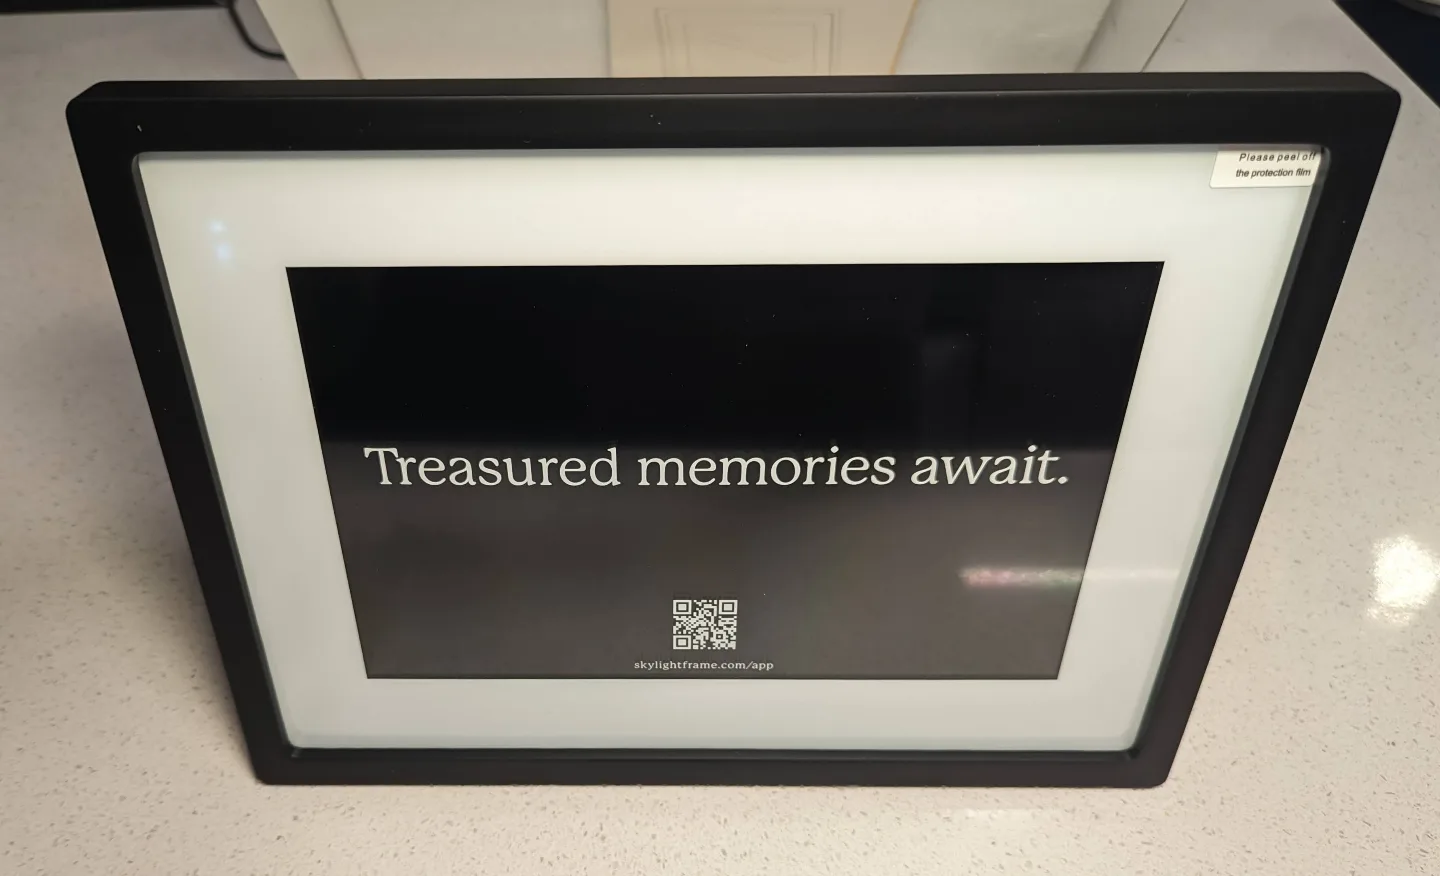 Please peel off
the protection film
Treasured memories await.
skylightframe.com/app